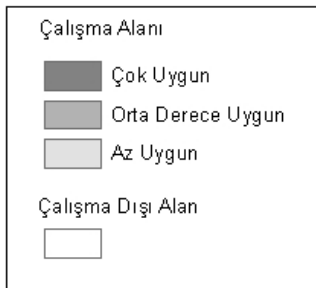 Çalışma Alanı
Çok Uygun
Orta Derece Uygun
Az Uygun
Çalışma Dışı Alan